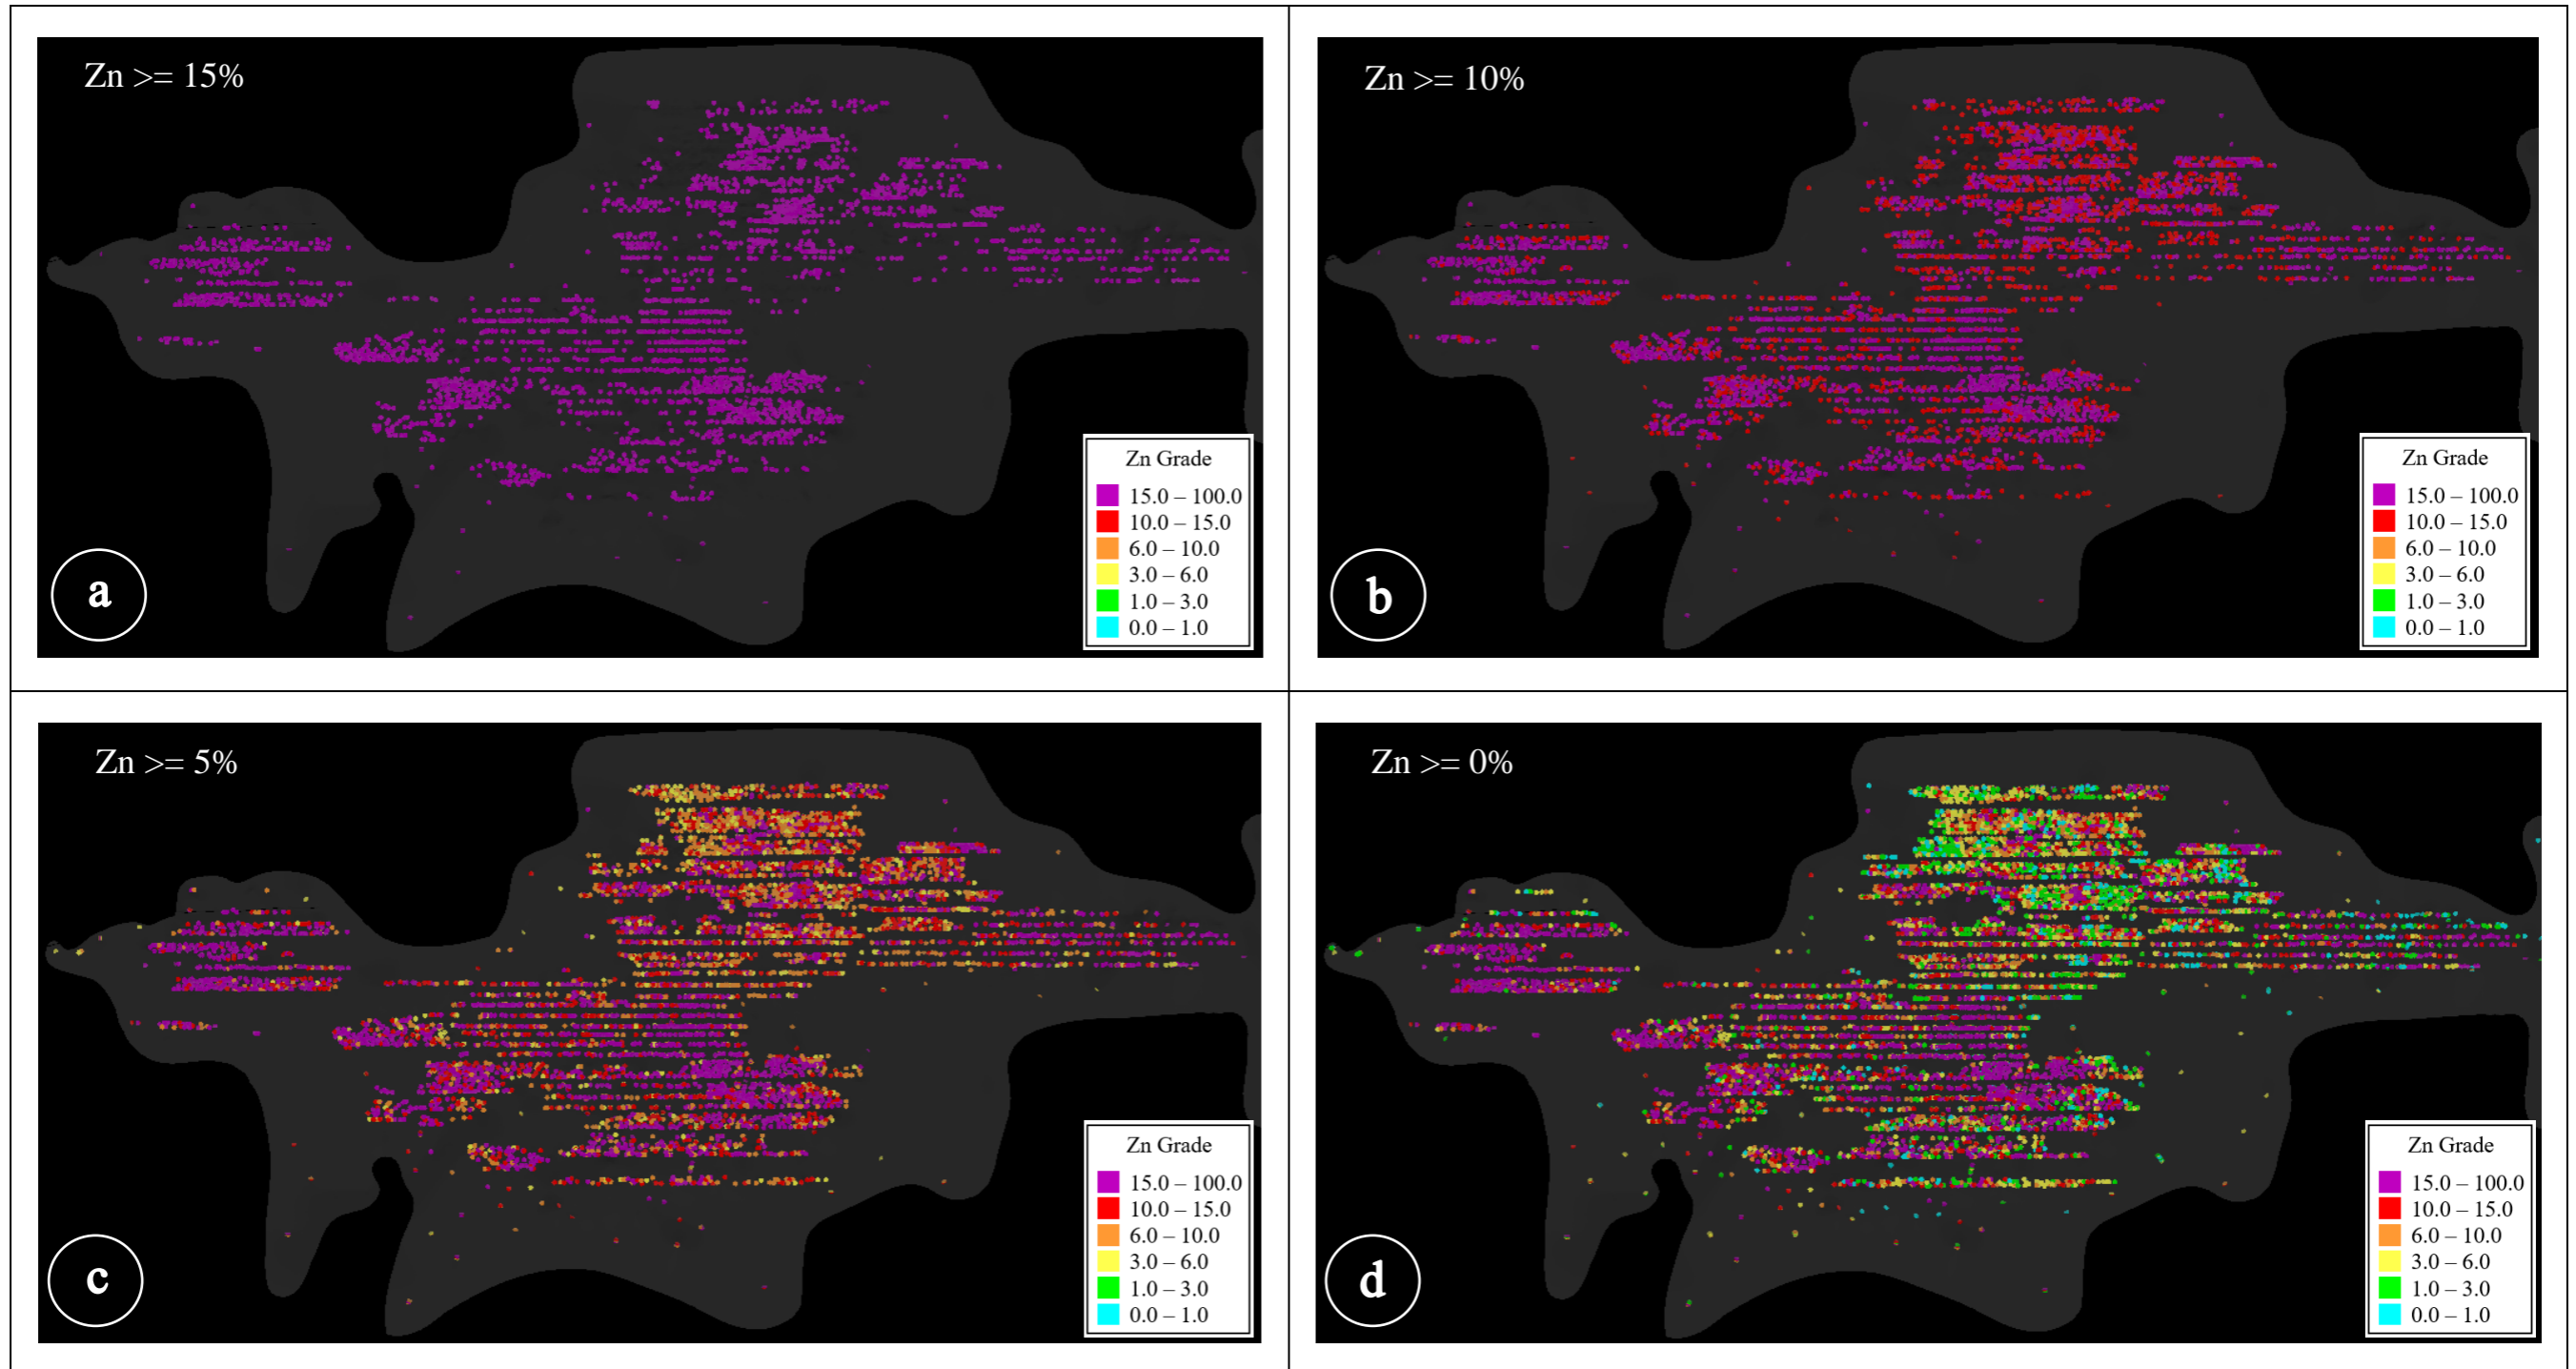 Zn >= 15%
Zn Grade
15.0 – 100.0
10.0 – 15.0
6.0 – 10.0
3.0 – 6.0
1.0 – 3.0
0.0 – 1.0
a
Zn >= 10%
Zn Grade
15.0 – 100.0
10.0 – 15.0
6.0 – 10.0
3.0 – 6.0
1.0 – 3.0
0.0 – 1.0
b
Zn >= 5%
Zn Grade
15.0 – 100.0
10.0 – 15.0
6.0 – 10.0
3.0 – 6.0
1.0 – 3.0
0.0 – 1.0
c
Zn >= 0%
Zn Grade
15.0 – 100.0
10.0 – 15.0
6.0 – 10.0
3.0 – 6.0
1.0 – 3.0
0.0 – 1.0
d